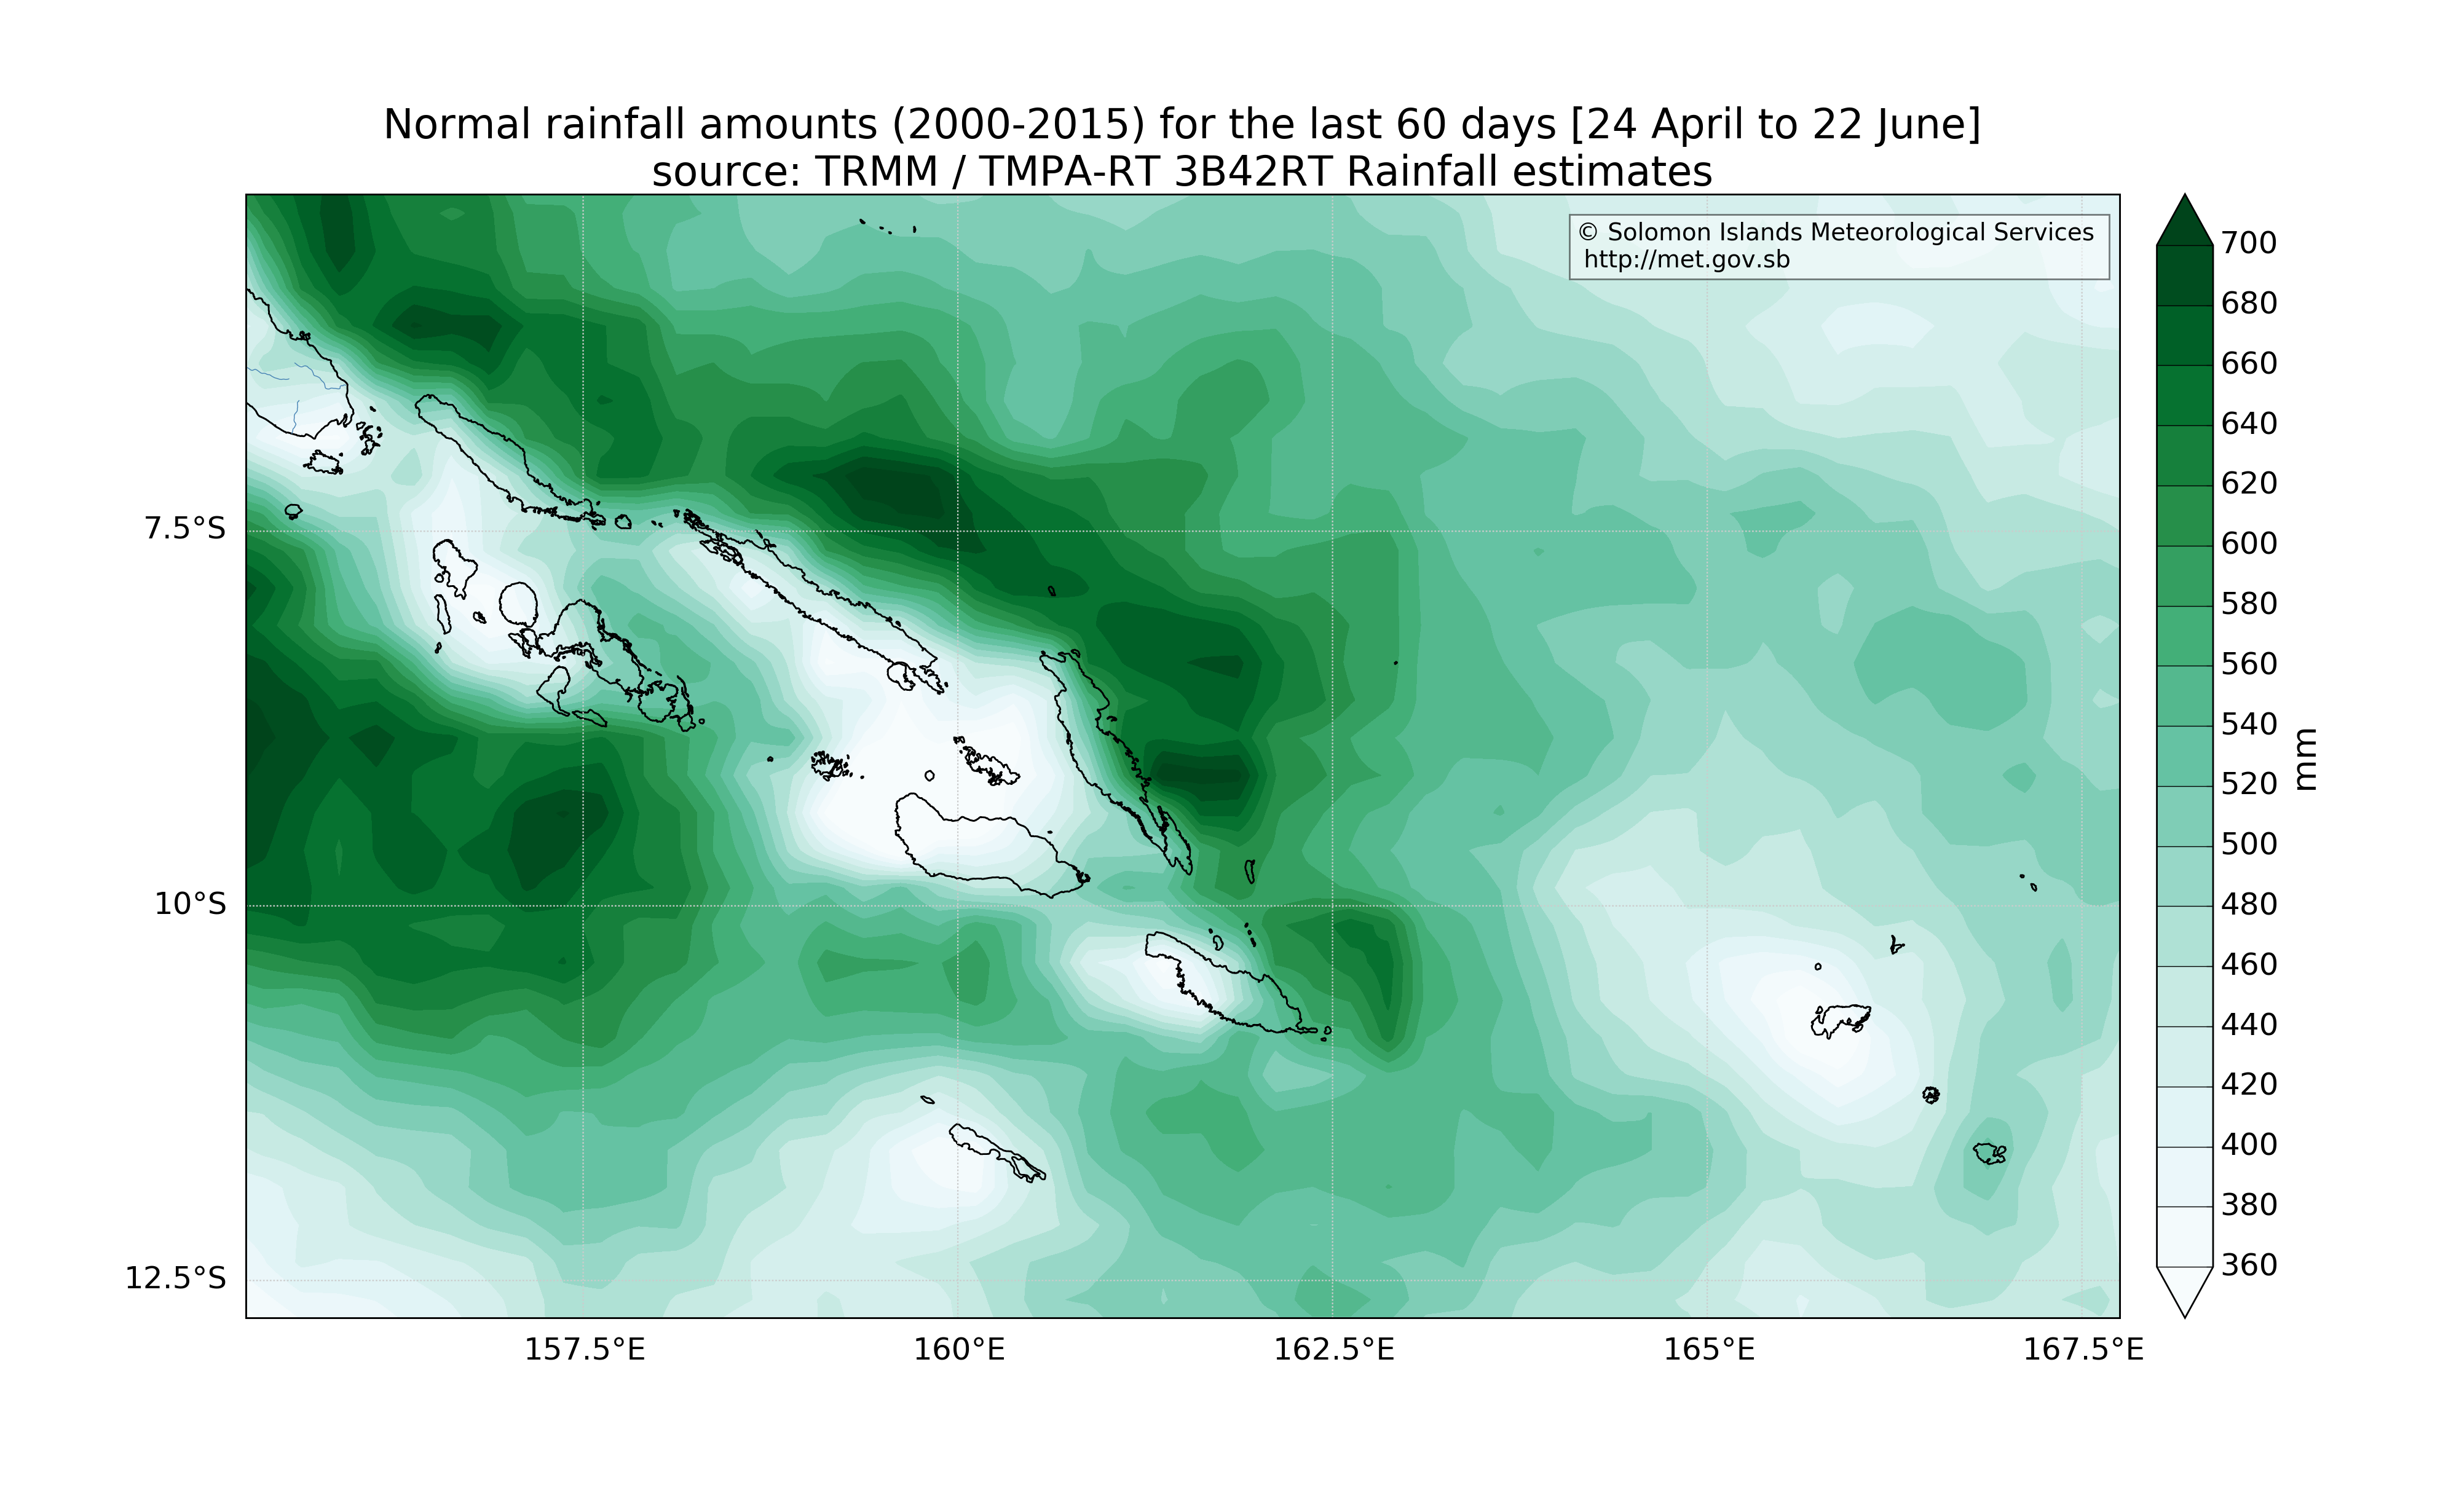 Normal rainfall amounts (2000-2015) for the last 60 days [24 April to 22 June]
source: TRMM / TMPA-RT 3B42RT Rainfall estimates
© Solomon Islands Meteorological Services
http://met.gov.sb
7.5°S
10°S
12.5°S
157.5°E
160°E
162.5°E
165°E
167.5°E
700
680
660
640
620
600
580
560
540
520
500
480
460
440
420
400
380
360
mm